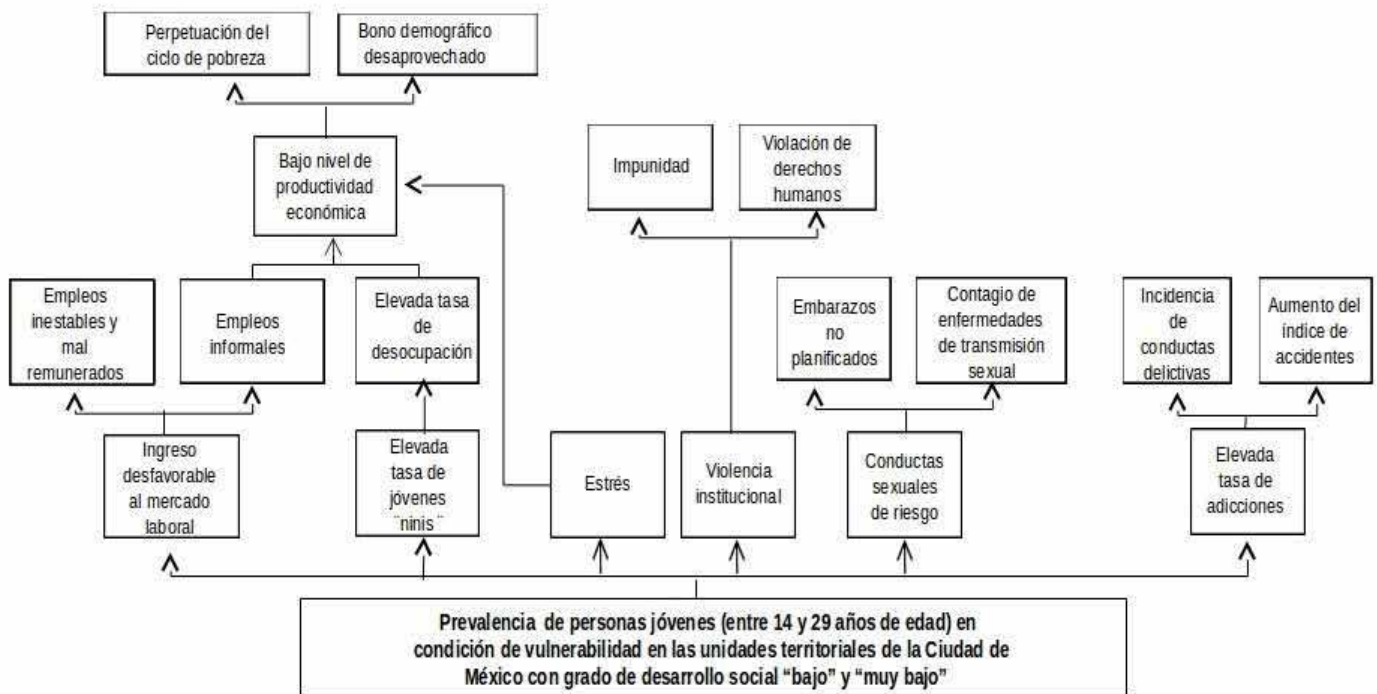 Perpetuación del
ciclo de pobreza
Bono demográfico
desaprovechado
Bajo nivel de
productividad
económica
Impunidad
Violación de
derechos
humanos
Empleos
inestables y
mal
remunerados
Empleos
informales
Elevada tasa
de
desocupación
Embarazos
no
planificados
Contagio de
enfermedades
de transmisión
sexual
Incidencia
de
conductas
delictivas
Aumento del
índice de
accidentes
Ingreso
desfavorable
al mercado
laboral
Elevada
tasa de
jóvenes
¨ninis¨
Estrés
Violencia
institucional
Conductas
sexuales
de riesgo
Elevada
tasa de
adicciones
Prevalencia de personas jóvenes (entre 14 y 29 años de edad) en
condición de vulnerabilidad en las unidades territoriales de la Ciudad de
México con grado de desarrollo social “bajo” y “muy bajo”